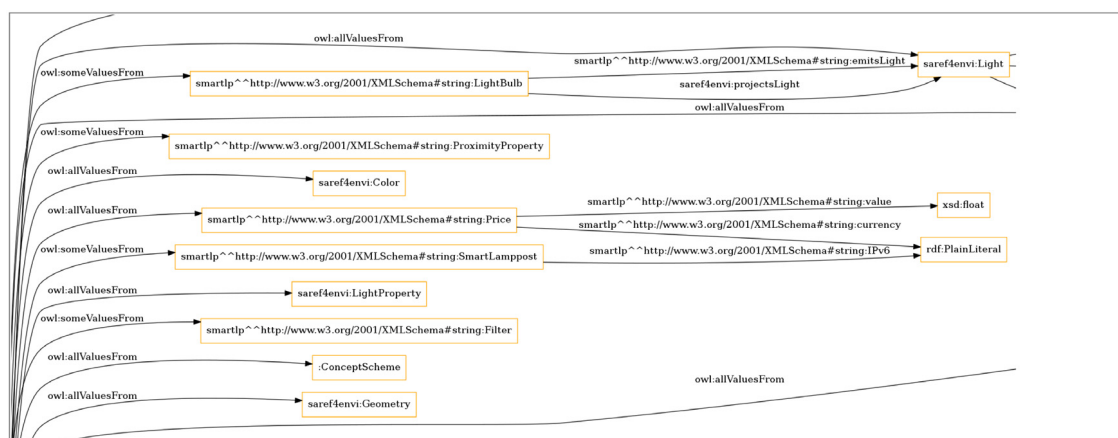 owl:allValuesFrom
smartlp^^http://www.w3.org/2001/XMLSchema#string:emitsLight
saref4envi:Light
owl:someValuesFrom
smartlp^^http://www.w3.org/2001/XMLSchema#string:LightBulb
saref4envi:projectsLight
owl:allValuesFrom
owl:someValuesFrom
smartlp^^http://www.w3.org/2001/XMLSchema#string:ProximityProperty
owl:allValuesFrom
saref4envi:Color
owl:allValuesFrom
smartlp^^http://www.w3.org/2001/XMLSchema#string:Price
smartlp^^http://www.w3.org/2001/XMLSchema#string:value
xsd:float
smartlp^^http://www.w3.org/2001/XMLSchema#string:currency
owl:someValuesFrom
smartlp^^http://www.w3.org/2001/XMLSchema#string:SmartLamppost
smartlp^^http://www.w3.org/2001/XMLSchema#string:IPv6
rdf:PlainLiteral
owl:allValuesFrom
saref4envi:LightProperty
owl:someValuesFrom
smartlp^^http://www.w3.org/2001/XMLSchema#string:Filter
owl:allValuesFrom
:ConceptScheme
owl:allValuesFrom
saref4envi:Geometry
owl:allValuesFrom